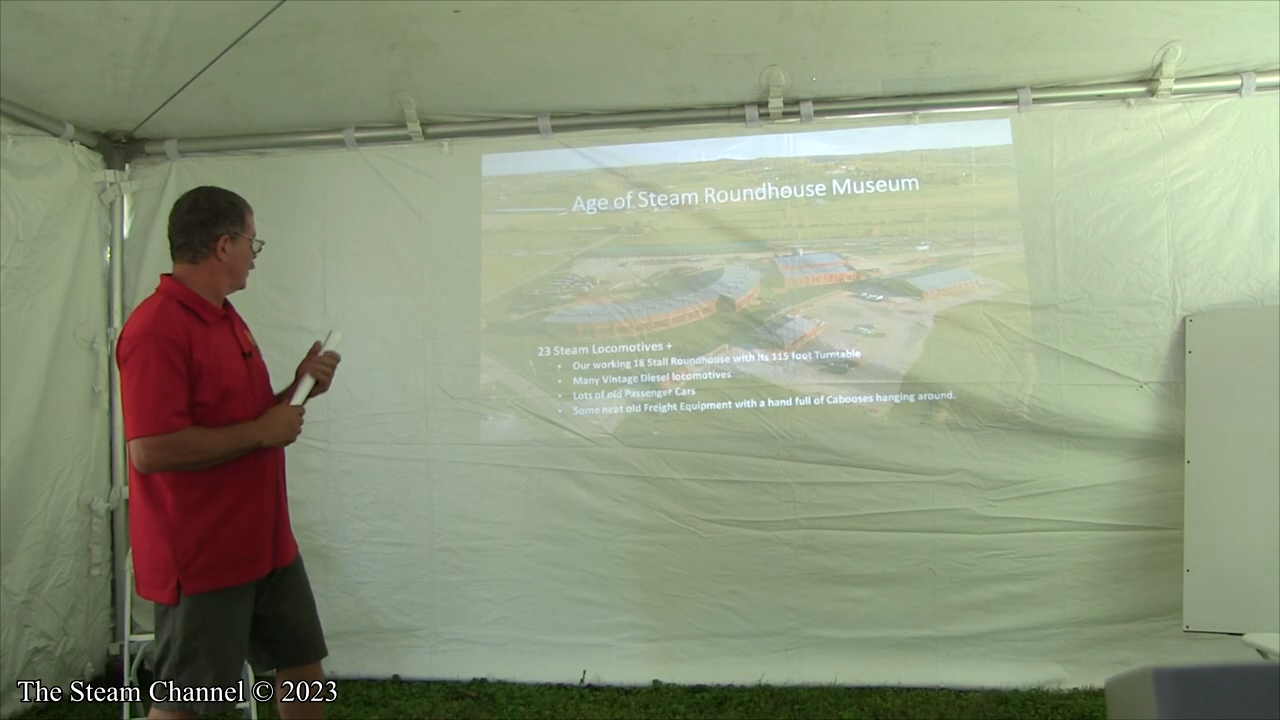 Age of Steam Roundhouse Museum
23 Steam Locomotives +
• Our working 18 Stall Roundhouse with its 115 foot Turntable
• Many Vintage Diesel locomotives
• Lots of old Passenger Cars
• Some neat old Freight Equipment with a hand full of Cabooses hanging around.
The Steam Channel © 2023